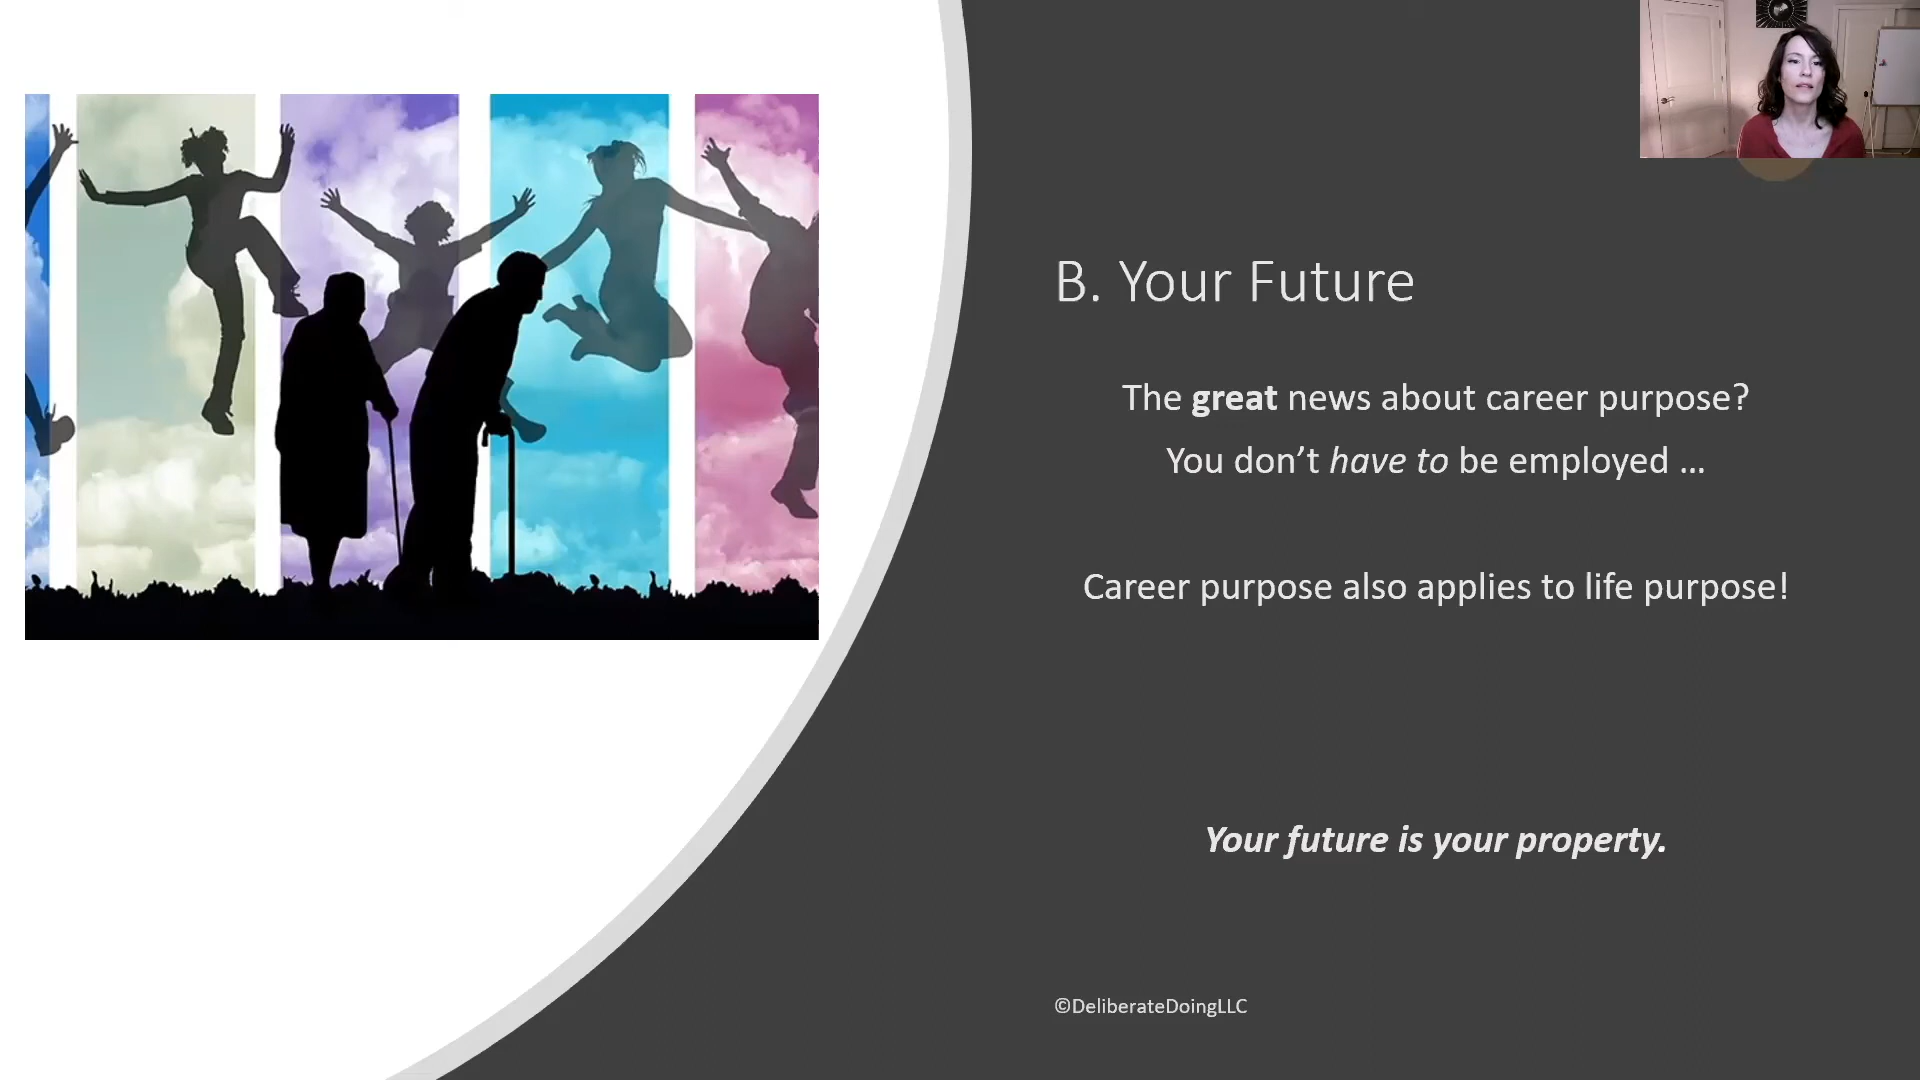 B. Your Future
The great news about career purpose?
You don’t have to be employed …
Career purpose also applies to life purpose!
Your future is your property.
©DeliberateDoingLLC